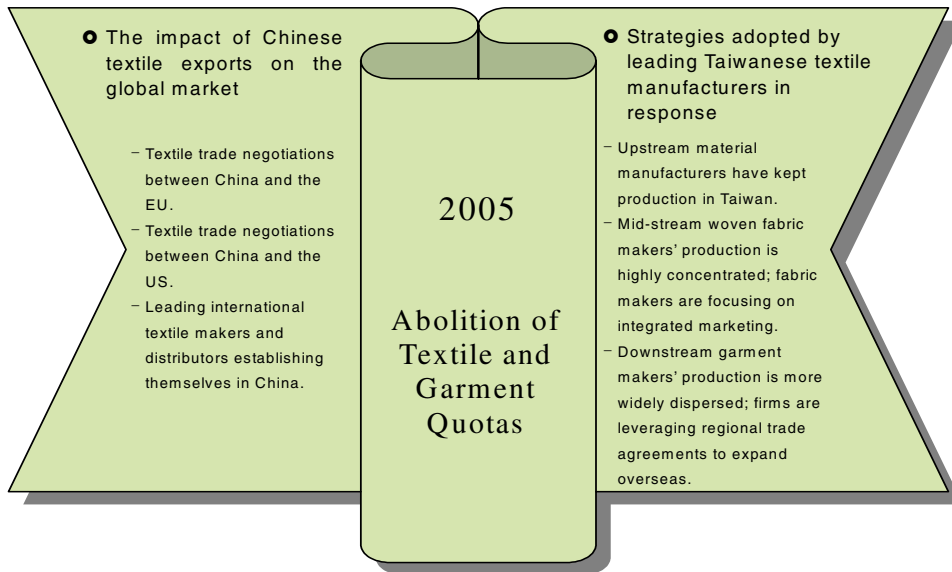 The impact of Chinese
textile exports on the
global market
– Textile trade negotiations
between China and the
EU.
– Textile trade negotiations
between China and the
US.
– Leading international
textile makers and
distributors establishing
themselves in China.
2005
Abolition of
Textile and
Garment
Quotas
Strategies adopted by
leading Taiwanese textile
manufacturers in
response
– Upstream material
manufacturers have kept
production in Taiwan.
– Mid-stream woven fabric
makers' production is
highly concentrated; fabric
makers are focusing on
integrated marketing.
– Downstream garment
makers' production is more
widely dispersed; firms are
leveraging regional trade
agreements to expand
overseas.